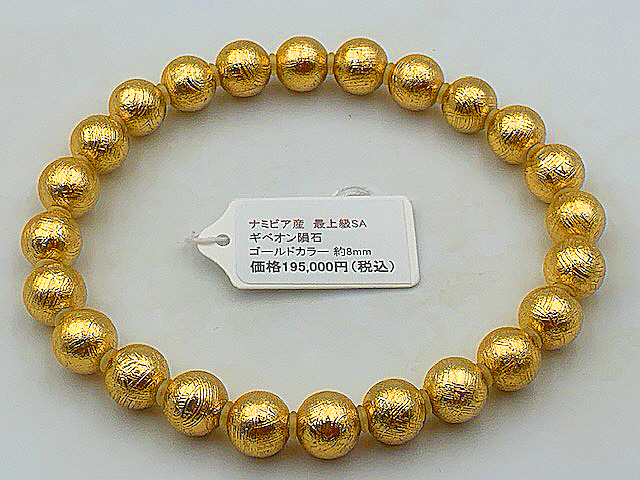 ナミビア産 最上級SA
ギベオン隕石
ゴールドカラー 約8mm
価格195,000円(税込)